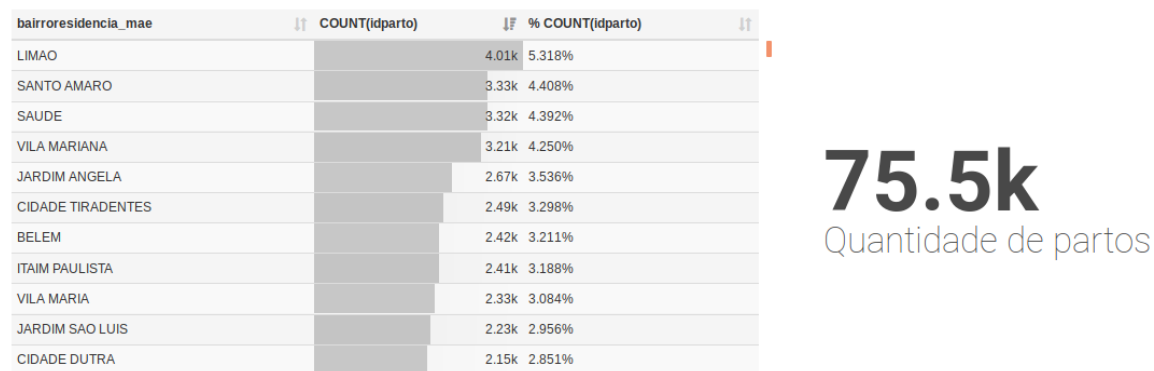 bairroresidencia_mae COUNT(idparto) % COUNT(idparto)
LIMAO 4.01k 5.318%
SANTO AMARO 3.33k 4.408%
SAUDE 3.32k 4.392%
VILA MARIANA 3.21k 4.250%
JARDIM ANGELA 2.67k 3.536%
CIDADE TIRADENTES 2.49k 3.298%
BELEM 2.42k 3.211%
ITAIM PAULISTA 2.41k 3.188%
VILA MARIA 2.33k 3.084%
JARDIM SAO LUIS 2.23k 2.956%
CIDADE DUTRA 2.15k 2.851%
75.5k
Quantidade de partos